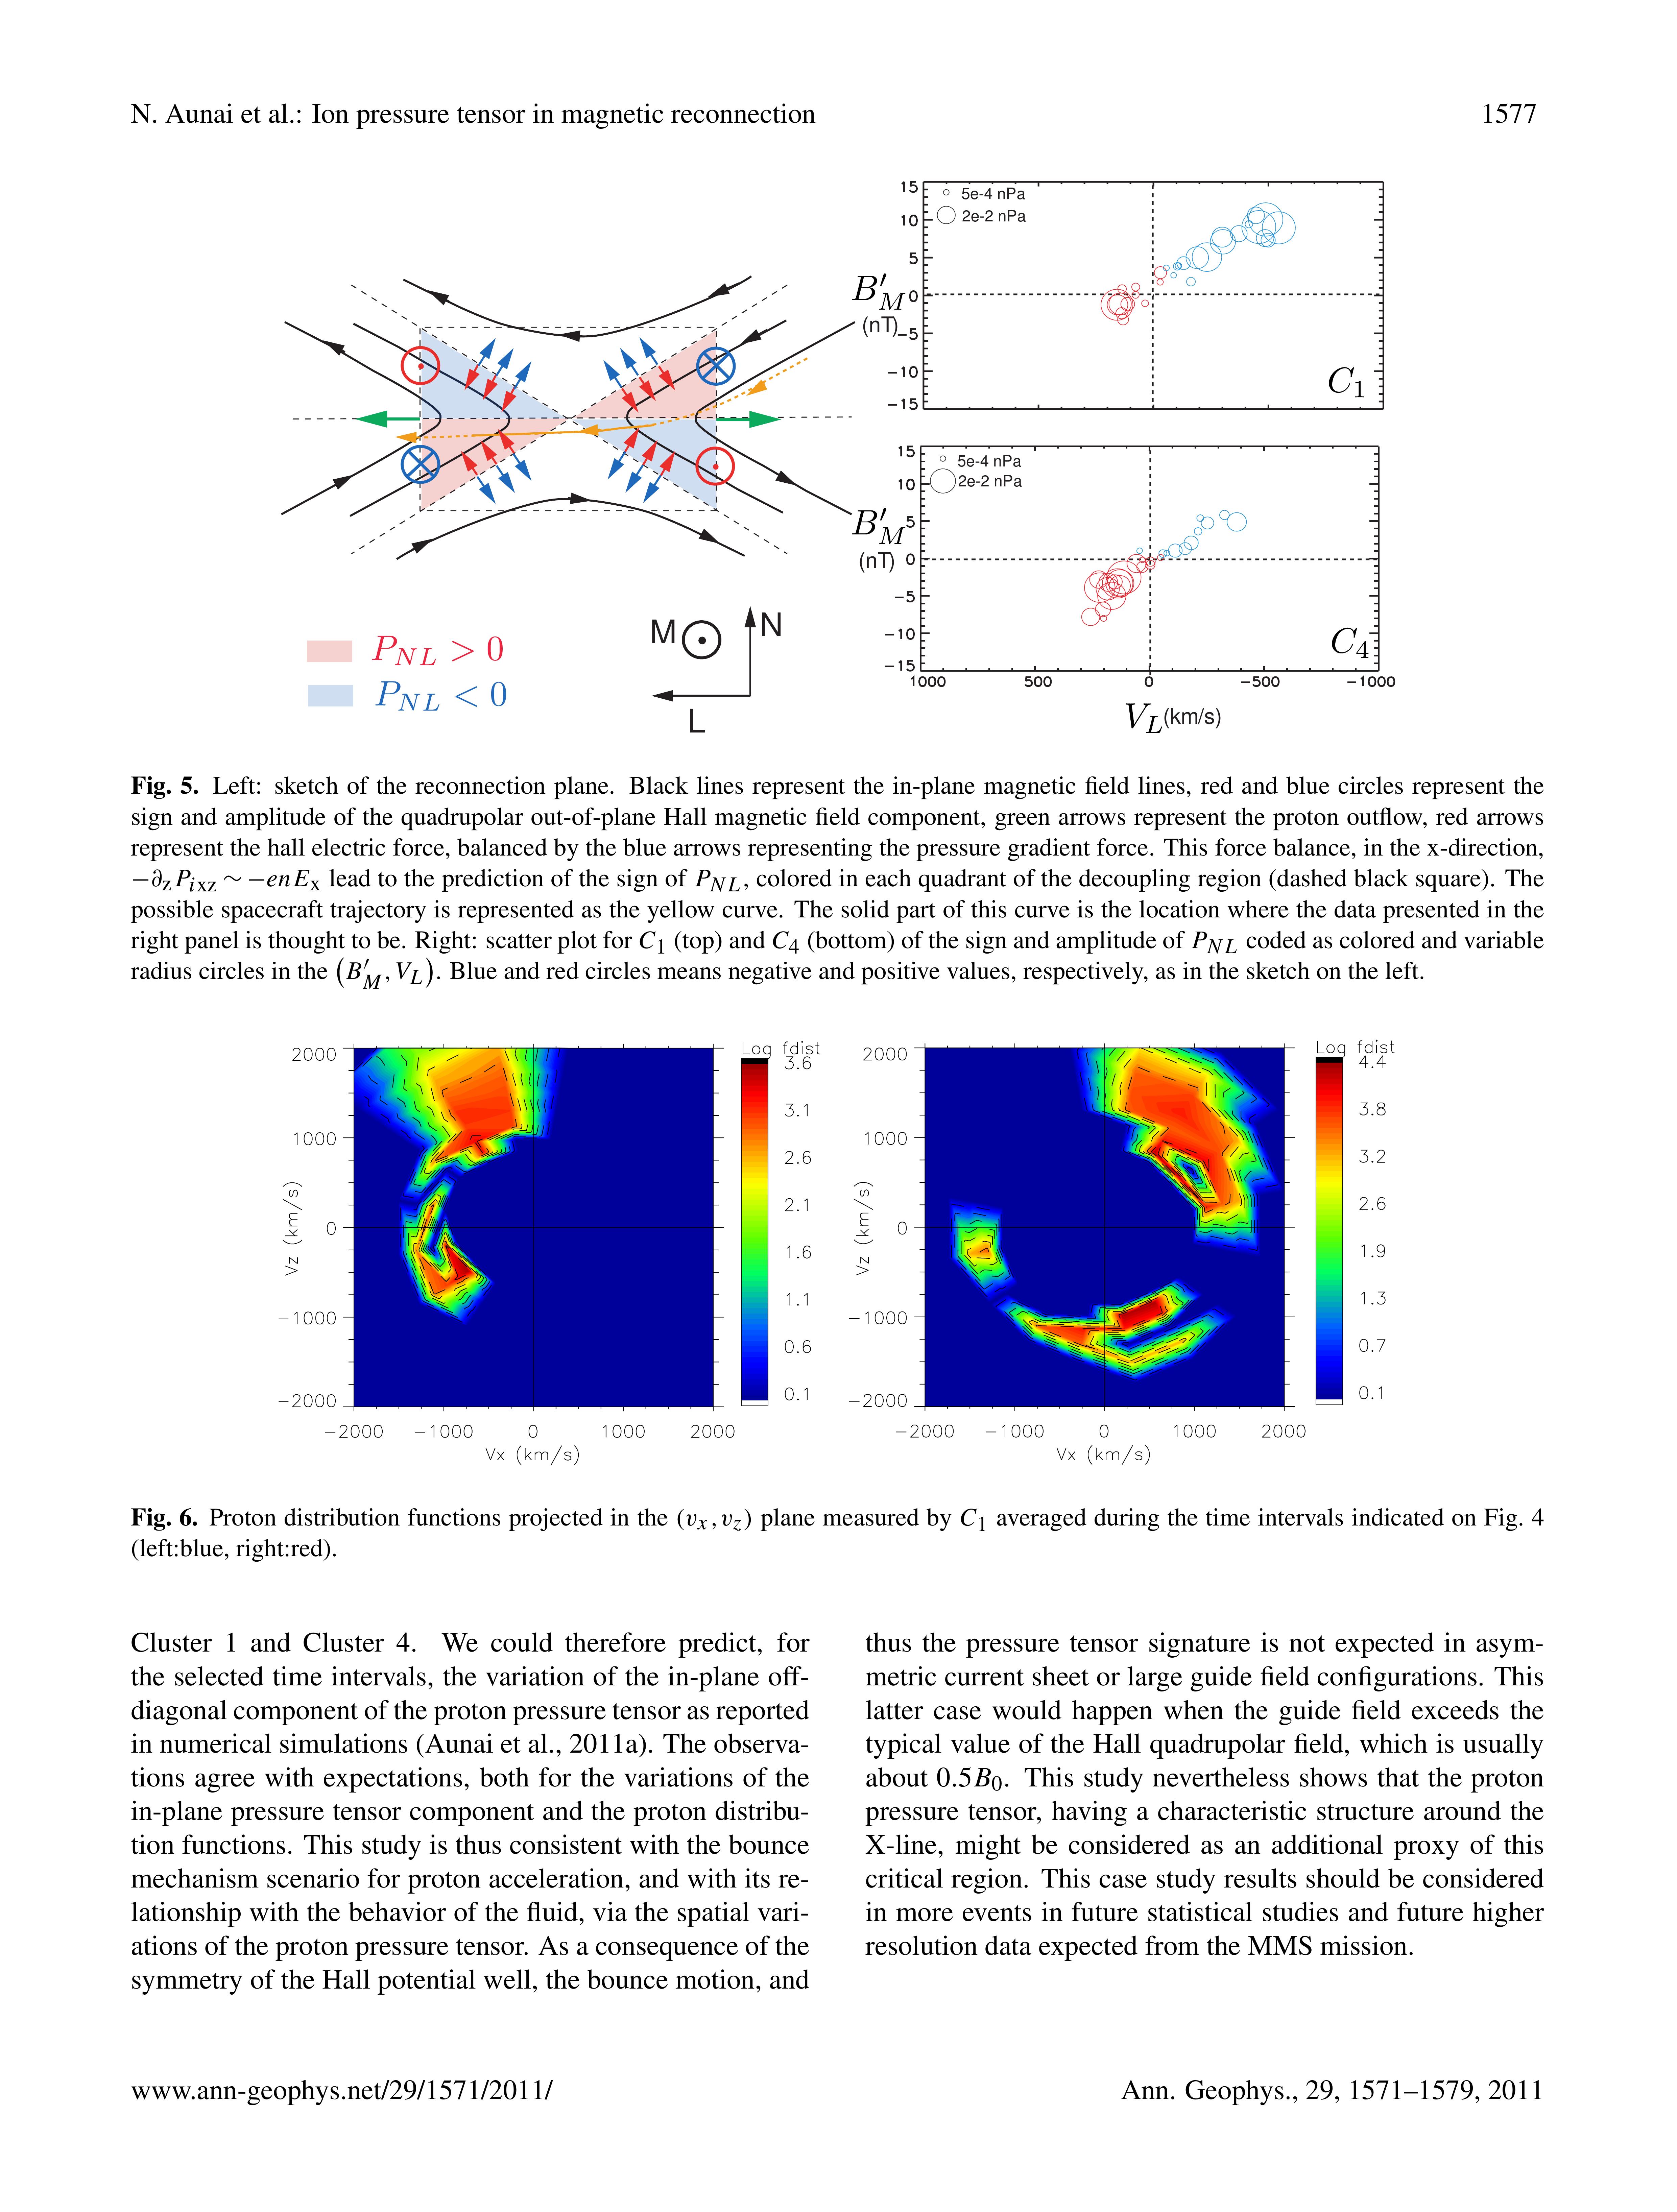 N. Aunai et al.: Ion pressure tensor in magnetic reconnection
1577
P_NL > 0
P_NL < 0
M
N
L
15
10
5
0
−5
−10
−15
5e-4 nPa
2e-2 nPa
B′_M
(nT)
C_1
15
10
5
0
−5
−10
−15
5e-4 nPa
2e-2 nPa
B′_M
(nT)
C_4
1000 500 0 −500 −1000
V_L(km/s)
Fig. 5. Left: sketch of the reconnection plane. Black lines represent the in-plane magnetic field lines, red and blue circles represent the
sign and amplitude of the quadrupolar out-of-plane Hall magnetic field component, green arrows represent the proton outflow, red arrows
represent the hall electric force, balanced by the blue arrows representing the pressure gradient force. This force balance, in the x-direction,
−∂_z P_ixz ∼ −enE_x lead to the prediction of the sign of P_NL, colored in each quadrant of the decoupling region (dashed black square). The
possible spacecraft trajectory is represented as the yellow curve. The solid part of this curve is the location where the data presented in the
right panel is thought to be. Right: scatter plot for C_1 (top) and C_4 (bottom) of the sign and amplitude of P_NL coded as colored and variable
radius circles in the (B′_M, V_L). Blue and red circles means negative and positive values, respectively, as in the sketch on the left.
2000
1000
0
−1000
−2000
Vz (km/s)
−2000 −1000 0 1000 2000
Vx (km/s)
Log fdist
3.6
3.1
2.6
2.1
1.6
1.1
0.6
0.1
2000
1000
0
−1000
−2000
Vz (km/s)
−2000 −1000 0 1000 2000
Vx (km/s)
Log fdist
4.4
3.8
3.2
2.6
1.9
1.3
0.7
0.1
Fig. 6. Proton distribution functions projected in the (v_x, v_z) plane measured by C_1 averaged during the time intervals indicated on Fig. 4
(left:blue, right:red).
Cluster 1 and Cluster 4. We could therefore predict, for
the selected time intervals, the variation of the in-plane off-
diagonal component of the proton pressure tensor as reported
in numerical simulations (Aunai et al., 2011a). The observa-
tions agree with expectations, both for the variations of the
in-plane pressure tensor component and the proton distribu-
tion functions. This study is thus consistent with the bounce
mechanism scenario for proton acceleration, and with its re-
lationship with the behavior of the fluid, via the spatial vari-
ations of the proton pressure tensor. As a consequence of the
symmetry of the Hall potential well, the bounce motion, and
thus the pressure tensor signature is not expected in asym-
metric current sheet or large guide field configurations. This
latter case would happen when the guide field exceeds the
typical value of the Hall quadrupolar field, which is usually
about 0.5B_0. This study nevertheless shows that the proton
pressure tensor, having a characteristic structure around the
X-line, might be considered as an additional proxy of this
critical region. This case study results should be considered
in more events in future statistical studies and future higher
resolution data expected from the MMS mission.
www.ann-geophys.net/29/1571/2011/
Ann. Geophys., 29, 1571–1579, 2011